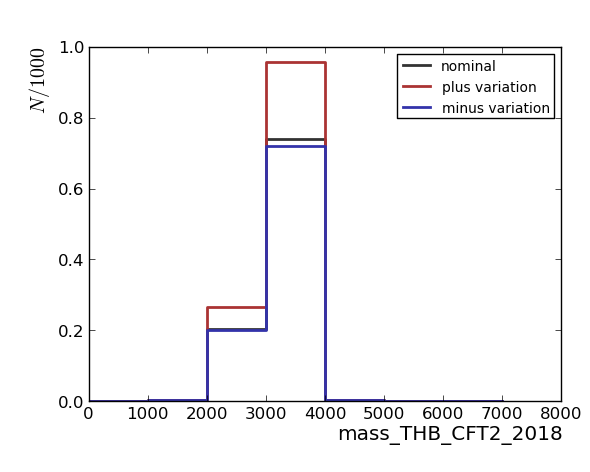 N/1000
1.0
0.8
0.6
0.4
0.2
0.0
nominal
plus variation
minus variation
0 1000 2000 3000 4000 5000 6000 7000 8000
mass_THB_CFT2_2018